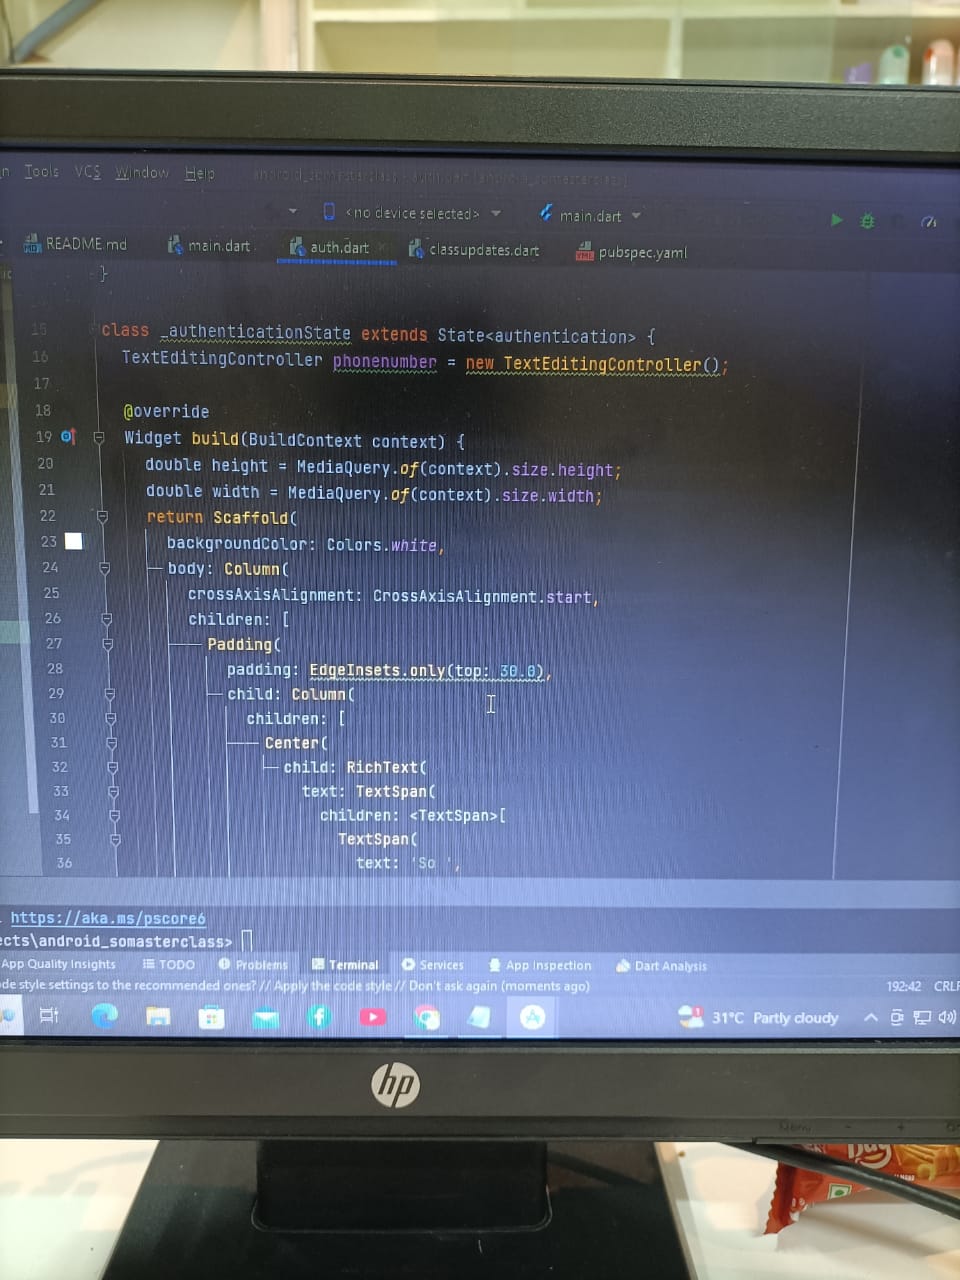 n Tools VCS Window Help
<no device selected> main.dart
README.md main.dart auth.dart classupdates.dart pubspec.yaml
}
15 class _authenticationState extends State<authentication> {
16 TextEditingController phonenumber = new TextEditingController();
17
18 @override
19 Widget build(BuildContext context) {
20 double height = MediaQuery.of(context).size.height;
21 double width = MediaQuery.of(context).size.width;
22 return Scaffold(
23 backgroundColor: Colors.white,
24 body: Column(
25 crossAxisAlignment: CrossAxisAlignment.start,
26 children: [
27 Padding(
28 padding: EdgeInsets.only(top: 30.0),
29 child: Column(
30 children: [
31 Center(
32 child: RichText(
33 text: TextSpan(
34 children: <TextSpan>[
35 TextSpan(
36 text: 'So ',
https://aka.ms/pscore6
ects\android_somasterclass>
App Quality Insights TODO Problems Terminal Services App Inspection Dart Analysis
de style settings to the recommended ones? // Apply the code style // Don't ask again (moments ago) 192:42 CRLF
31°C Partly cloudy
hp
Menu - +